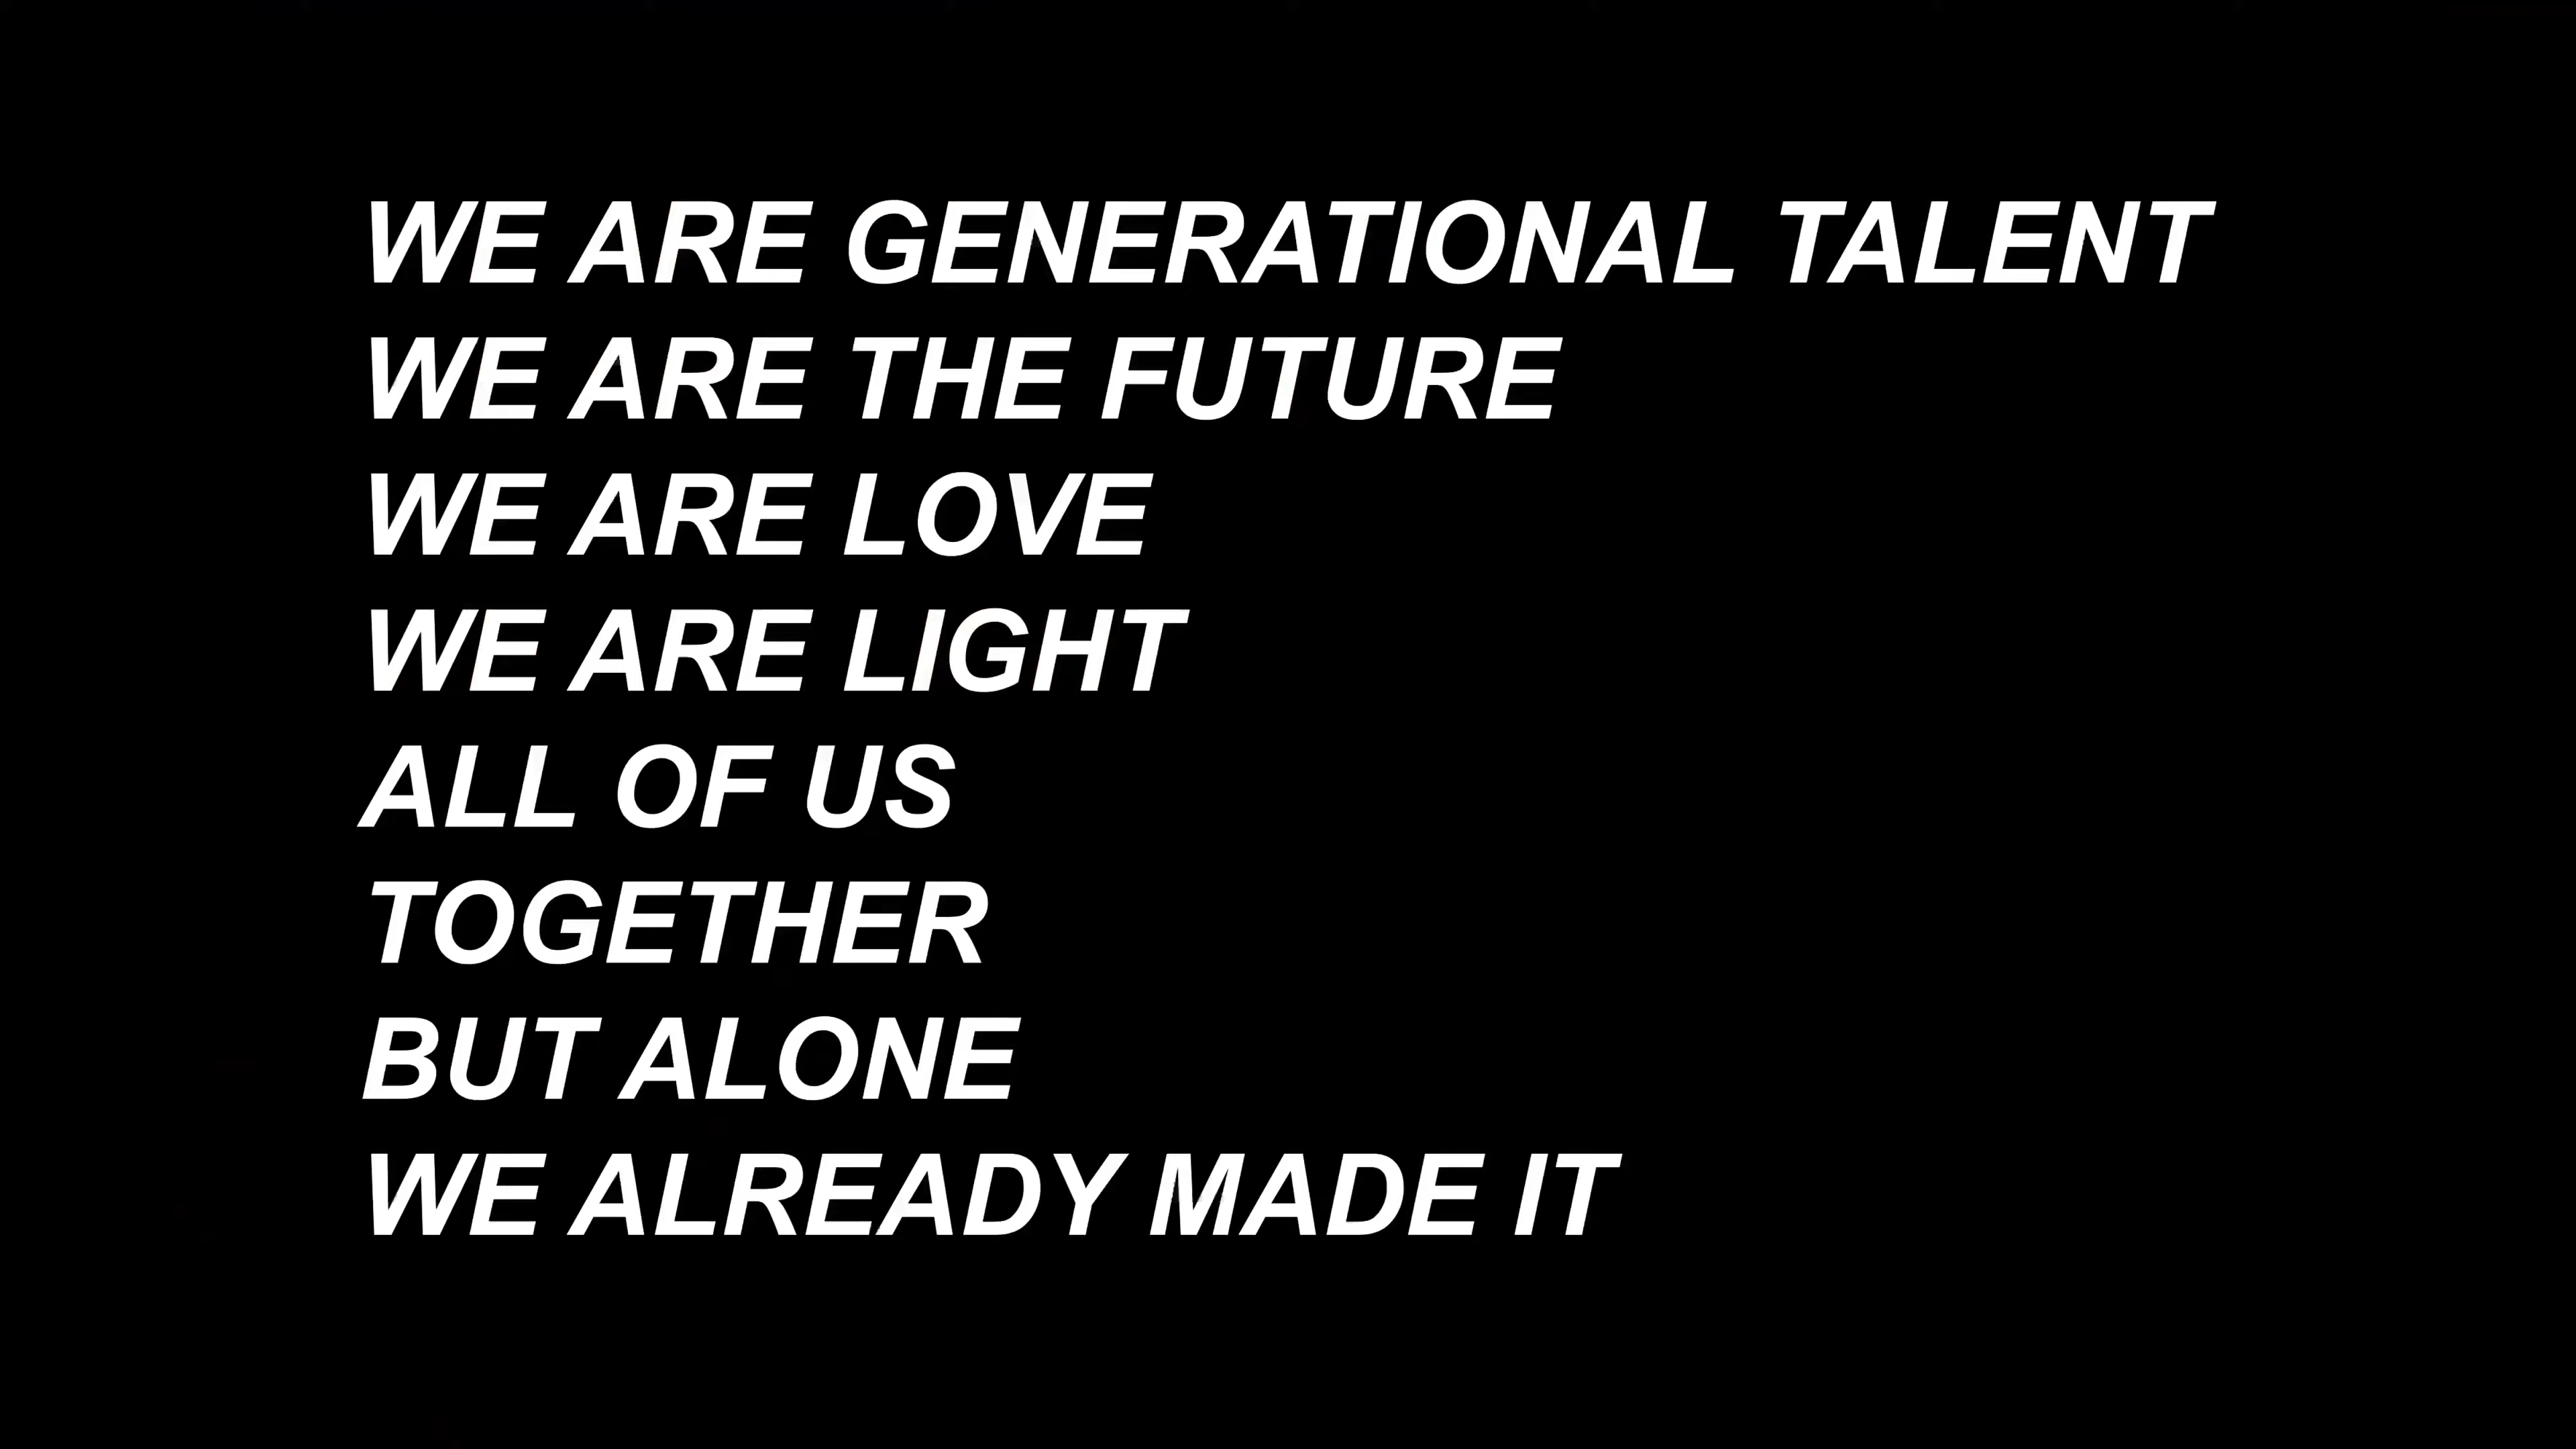 WE ARE GENERATIONAL TALENT
WE ARE THE FUTURE
WE ARE LOVE
WE ARE LIGHT
ALL OF US
TOGETHER
BUT ALONE
WE ALREADY MADE IT